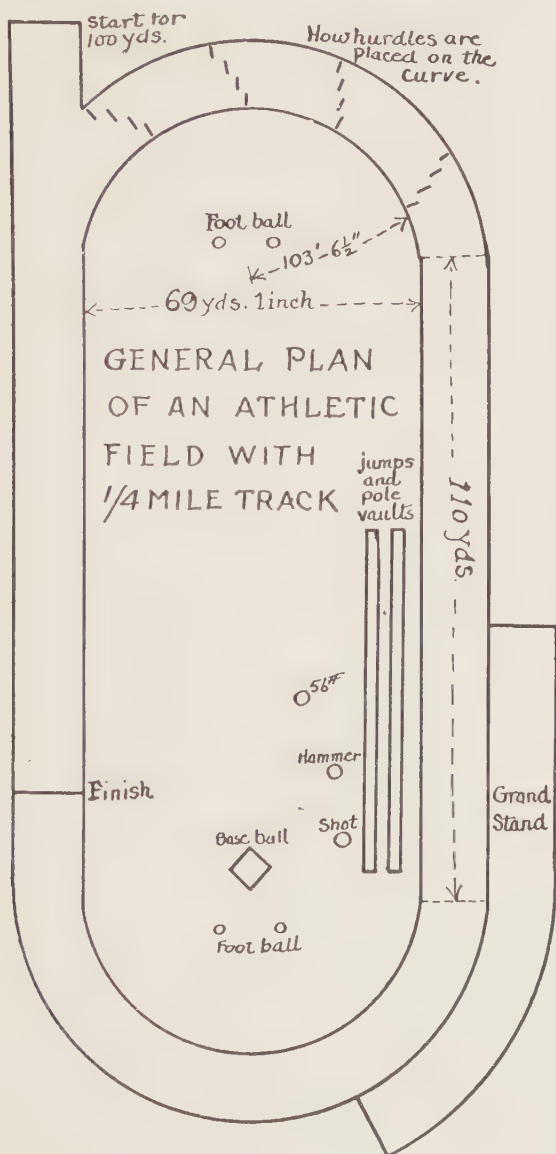 Start for
100 yds.
How hurdles are
placed on the
curve.
Foot ball
103'-6½"
69 yds. 1 inch
GENERAL PLAN
OF AN ATHLETIC
FIELD WITH
1/4 MILE TRACK
jumps
and
pole
vaults
110 yds.
56#
Hammer
Finish
Grand
Stand
Shot
Base ball
Foot ball